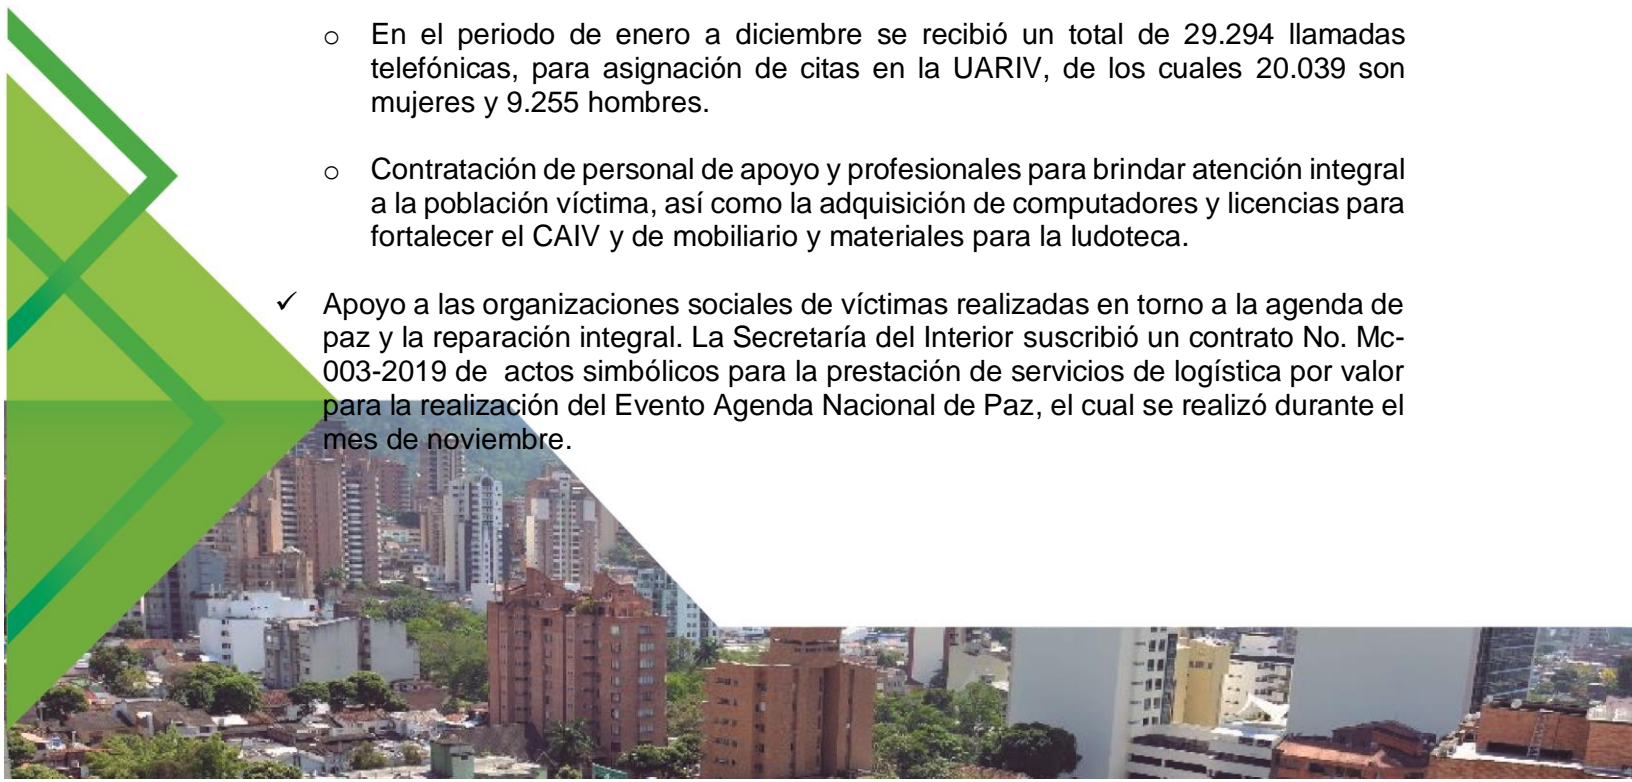 o En el periodo de enero a diciembre se recibió un total de 29.294 llamadas
telefónicas, para asignación de citas en la UARIV, de los cuales 20.039 son
mujeres y 9.255 hombres.
o Contratación de personal de apoyo y profesionales para brindar atención integral
a la población víctima, así como la adquisición de computadores y licencias para
fortalecer el CAIV y de mobiliario y materiales para la ludoteca.
✓ Apoyo a las organizaciones sociales de víctimas realizadas en torno a la agenda de
paz y la reparación integral. La Secretaría del Interior suscribió un contrato No. Mc-
003-2019 de actos simbólicos para la prestación de servicios de logística por valor
para la realización del Evento Agenda Nacional de Paz, el cual se realizó durante el
mes de noviembre.